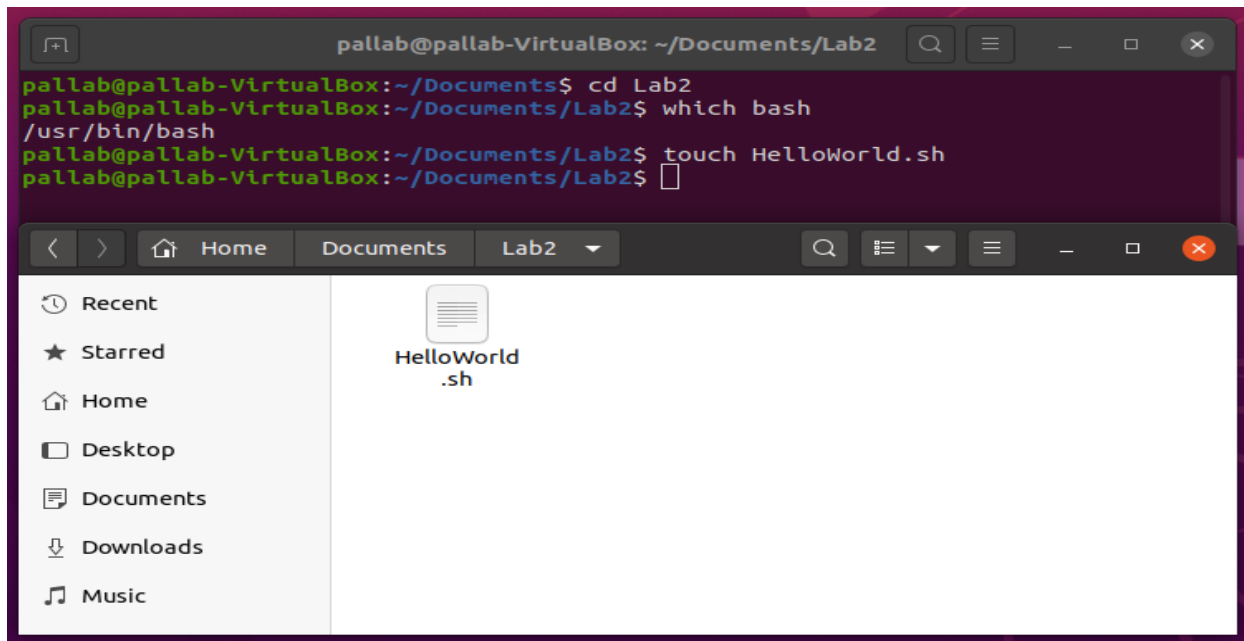 pallab@pallab-VirtualBox: ~/Documents/Lab2
pallab@pallab-VirtualBox:~/Documents$ cd Lab2
pallab@pallab-VirtualBox:~/Documents/Lab2$ which bash
/usr/bin/bash
pallab@pallab-VirtualBox:~/Documents/Lab2$ touch HelloWorld.sh
pallab@pallab-VirtualBox:~/Documents/Lab2$
Home Documents Lab2
Recent
Starred
Home
Desktop
Documents
Downloads
Music
HelloWorld
.sh